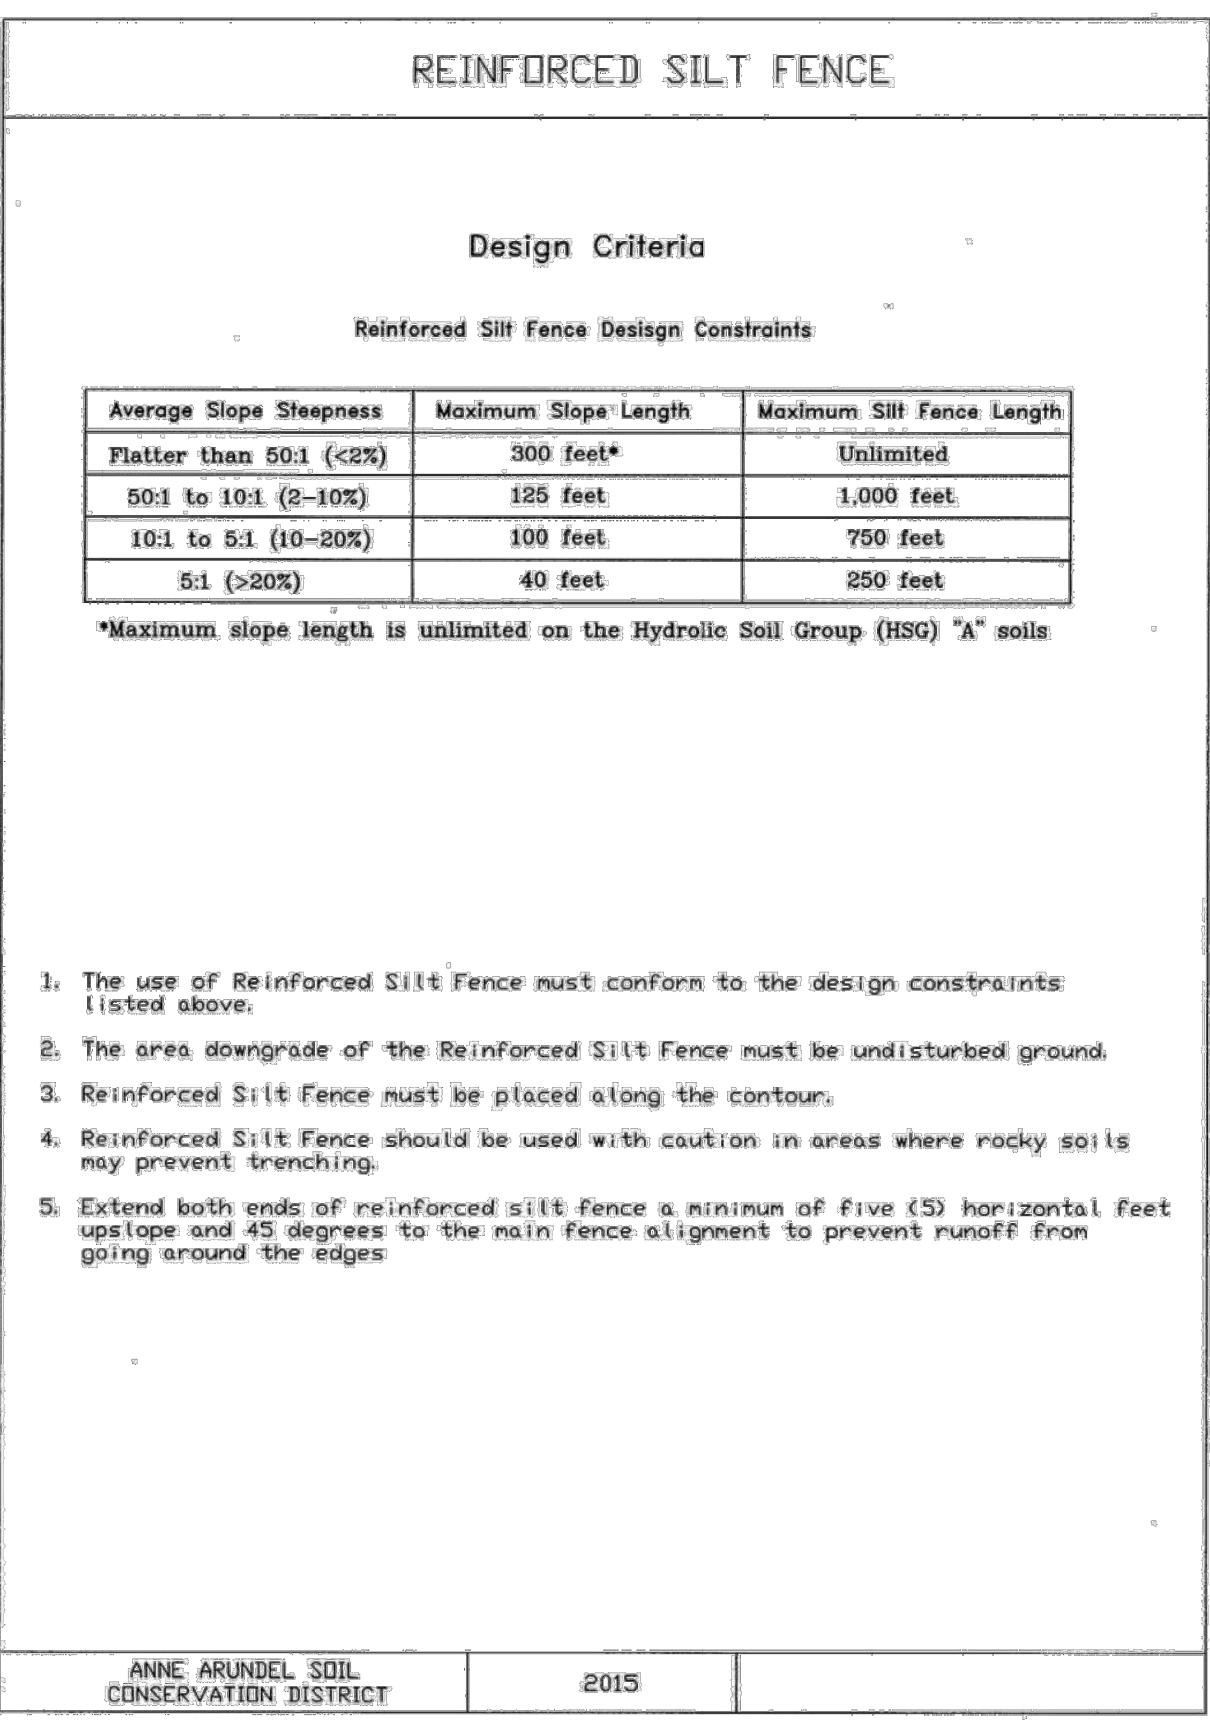 REINFORCED SILT FENCE
Design Criteria
Reinforced Silt Fence Desisgn Constraints
Average Slope Steepness Maximum Slope Length Maximum Silt Fence Length
Flatter than 50:1 (<2%) 300 feet* Unlimited
50:1 to 10:1 (2-10%) 125 feet 1,000 feet
10:1 to 5:1 (10-20%) 100 feet 750 feet
5:1 (>20%) 40 feet 250 feet
*Maximum slope length is unlimited on the Hydrolic Soil Group (HSG) "A" soils
1. The use of Reinforced Silt Fence must conform to the design constraints
listed above.
2. The area downgrade of the Reinforced Silt Fence must be undisturbed ground.
3. Reinforced Silt Fence must be placed along the contour.
4. Reinforced Silt Fence should be used with caution in areas where rocky soils
may prevent trenching.
5. Extend both ends of reinforced silt fence a minimum of five (5) horizontal feet
upslope and 45 degrees to the main fence alignment to prevent runoff from
going around the edges
ANNE ARUNDEL SOIL
CONSERVATION DISTRICT
2015